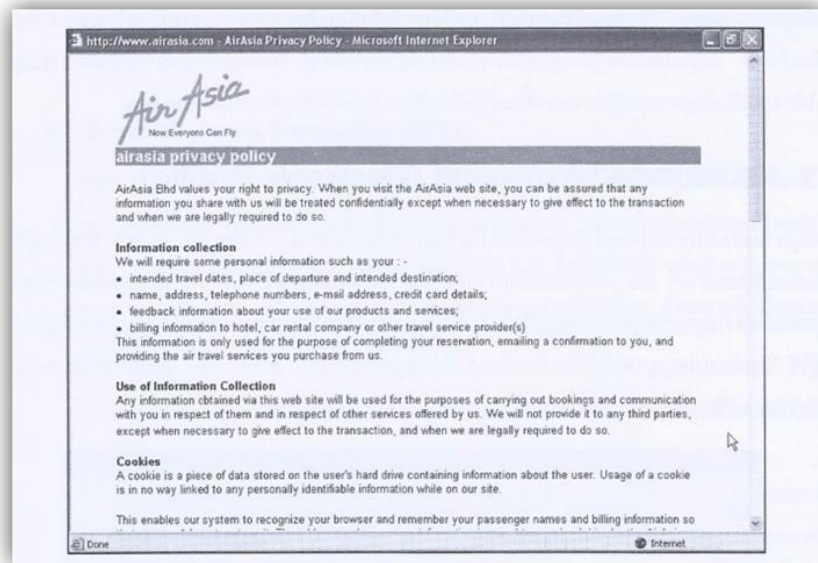 http://www.airasia.com - AirAsia Privacy Policy - Microsoft Internet Explorer
Air Asia
Now Everyone Can Fly
airasia privacy policy
AirAsia Bhd values your right to privacy. When you visit the AirAsia web site, you can be assured that any
information you share with us will be treated confidentially except when necessary to give effect to the transaction
and when we are legally required to do so.
Information collection
We will require some personal information such as your : -
• intended travel dates, place of departure and intended destination;
• name, address, telephone numbers, e-mail address, credit card details;
• feedback information about your use of our products and services;
• billing information to hotel, car rental company or other travel service provider(s)
This information is only used for the purpose of completing your reservation, emailing a confirmation to you, and
providing the air travel services you purchase from us.
Use of Information Collection
Any information obtained via this web site will be used for the purposes of carrying out bookings and communication
with you in respect of them and in respect of other services offered by us. We will not provide it to any third parties,
except when necessary to give effect to the transaction, and when we are legally required to do so.
Cookies
A cookie is a piece of data stored on the user's hard drive containing information about the user. Usage of a cookie
is in no way linked to any personally identifiable information while on our site.
This enables our system to recognize your browser and remember your passenger names and billing information so
Done
Internet